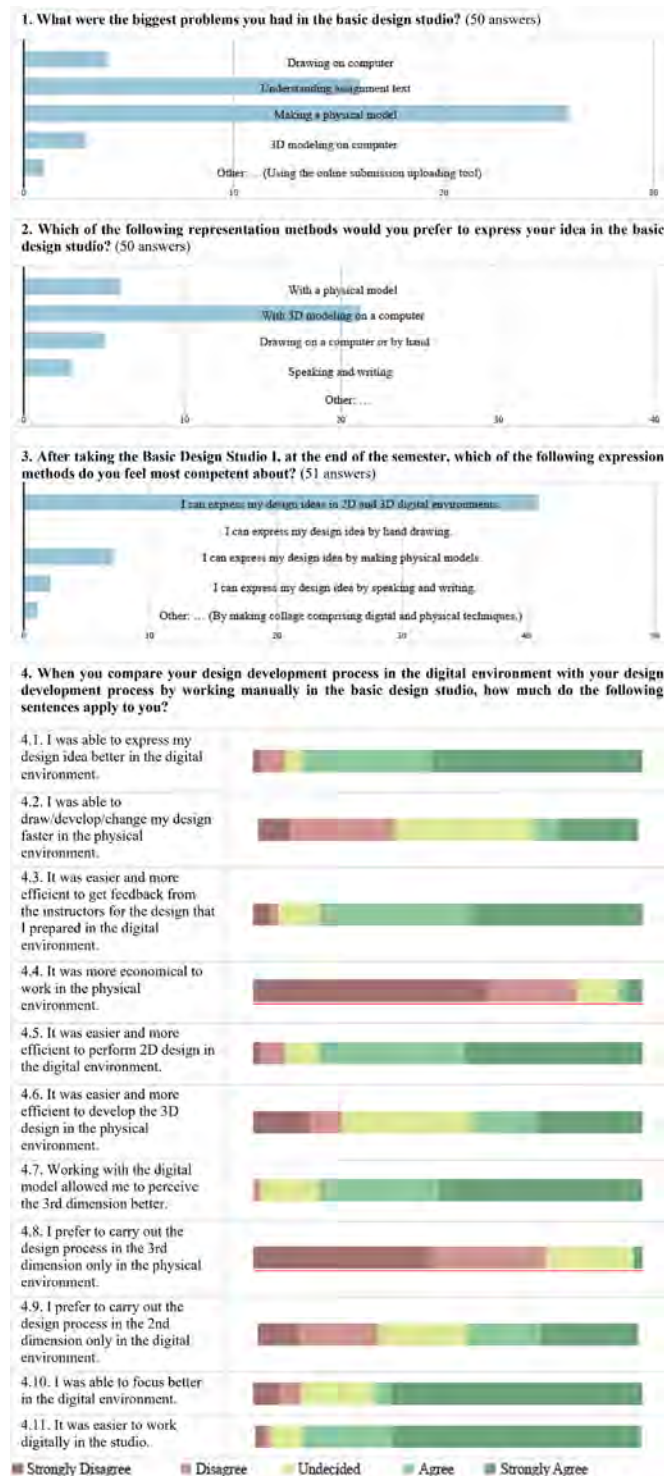 1. What were the biggest problems you had in the basic design studio? (50 answers)
Drawing on computer
Understanding assignment text
Making a physical model
3D modeling on computer
Other: ... (Using the online submission uploading tool)
0 10 20 30
2. Which of the following representation methods would you prefer to express your idea in the basic
design studio? (50 answers)
With a physical model
With 3D modeling on a computer
Drawing on a computer or by hand
Speaking and writing
Other: ...
0 10 20 30 40
3. After taking the Basic Design Studio I, at the end of the semester, which of the following expression
methods do you feel most competent about? (51 answers)
I can express my design ideas in 2D and 3D digital environments.
I can express my design idea by hand drawing.
I can express my design idea by making physical models.
I can express my design idea by speaking and writing.
Other: ... (By making collage comprising digital and physical techniques.)
0 10 20 30 40 50
4. When you compare your design development process in the digital environment with your design
development process by working manually in the basic design studio, how much do the following
sentences apply to you?
4.1. I was able to express my
design idea better in the digital
environment.
4.2. I was able to
draw/develop/change my design
faster in the physical
environment.
4.3. It was easier and more
efficient to get feedback from
the instructors for the design that
I prepared in the digital
environment.
4.4. It was more economical to
work in the physical
environment.
4.5. It was easier and more
efficient to perform 2D design in
the digital environment.
4.6. It was easier and more
efficient to develop the 3D
design in the physical
environment.
4.7. Working with the digital
model allowed me to perceive
the 3rd dimension better.
4.8. I prefer to carry out the
design process in the 3rd
dimension only in the physical
environment.
4.9. I prefer to carry out the
design process in the 2nd
dimension only in the digital
environment.
4.10. I was able to focus better
in the digital environment.
4.11. It was easier to work
digitally in the studio.
Strongly Disagree Disagree Undecided Agree Strongly Agree